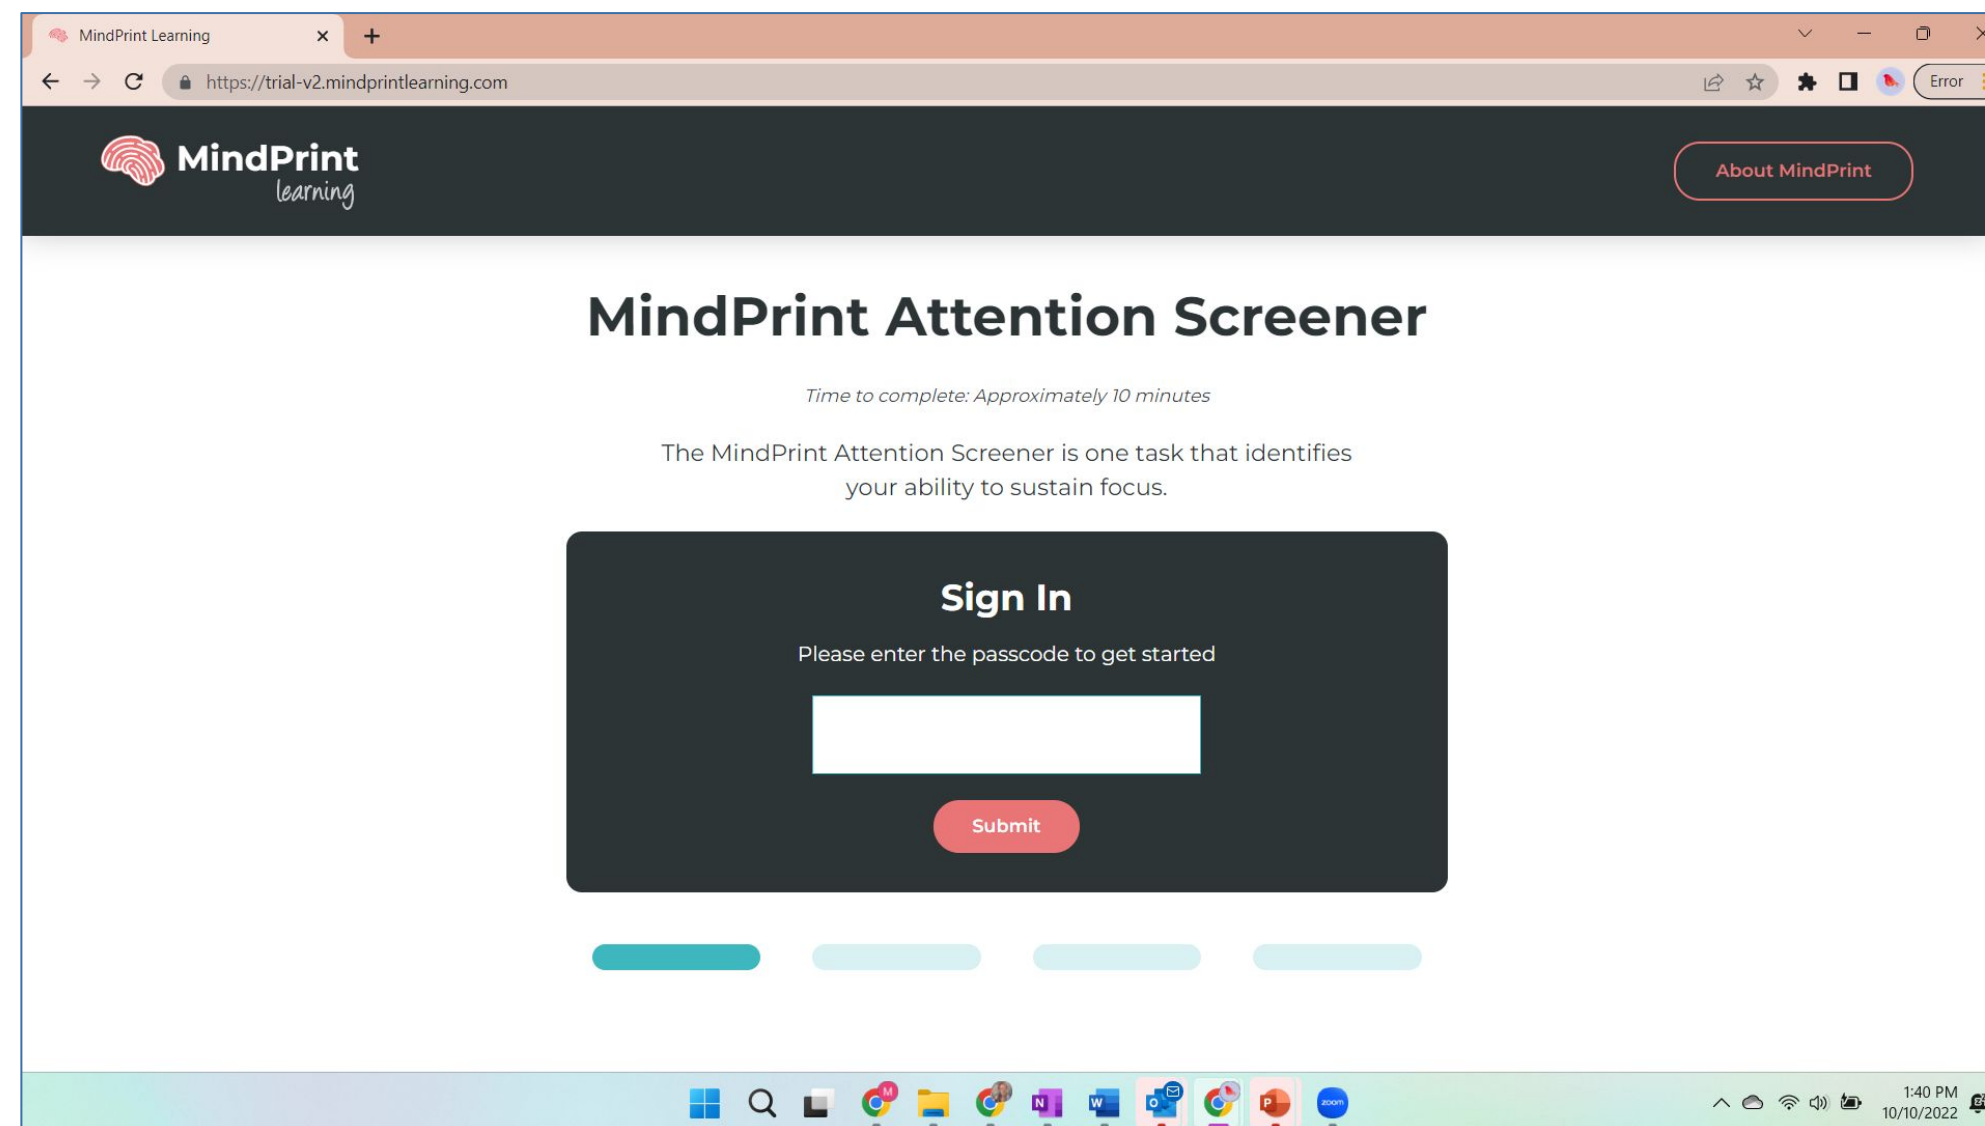 MindPrint Learning
https://trial-v2.mindprintlearning.com
Error
MindPrint
learning
About MindPrint
MindPrint Attention Screener
Time to complete: Approximately 10 minutes
The MindPrint Attention Screener is one task that identifies
your ability to sustain focus.
Sign In
Please enter the passcode to get started
Submit
M
N
W
O
P
zoom
1:40 PM
10/10/2022